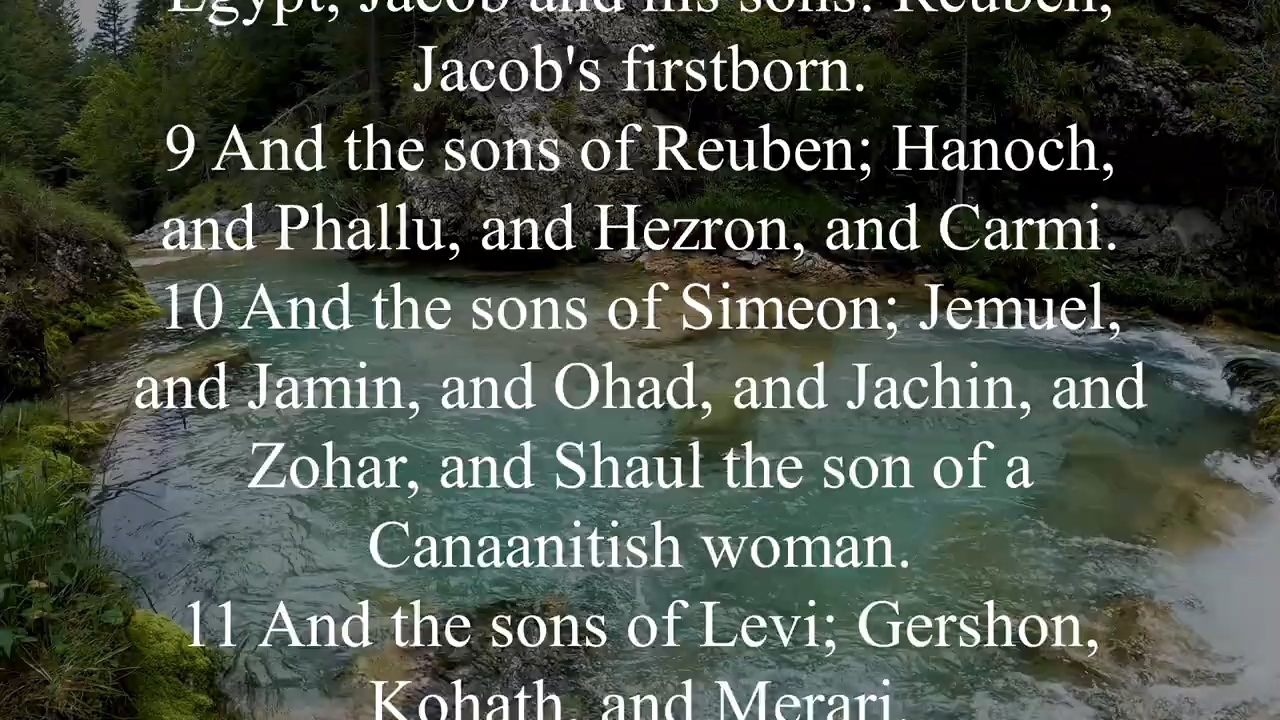 Egypt, Jacob and his sons: Reuben,
Jacob's firstborn.
9 And the sons of Reuben; Hanoch,
and Phallu, and Hezron, and Carmi.
10 And the sons of Simeon; Jemuel,
and Jamin, and Ohad, and Jachin, and
Zohar, and Shaul the son of a
Canaanitish woman.
11 And the sons of Levi; Gershon,
Kohath, and Merari.